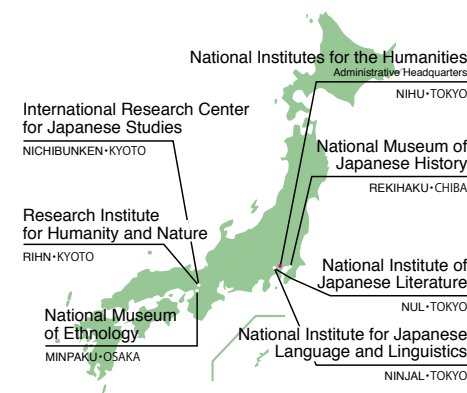 National Institutes for the Humanities
Administrative Headquarters
NIHU・TOKYO
International Research Center
for Japanese Studies
NICHIBUNKEN・KYOTO
National Museum of
Japanese History
REKIHAKU・CHIBA
Research Institute
for Humanity and Nature
RIHN・KYOTO
National Institute of
Japanese Literature
NIJL・TOKYO
National Museum
of Ethnology
MINPAKU・OSAKA
National Institute for Japanese
Language and Linguistics
NINJAL・TOKYO